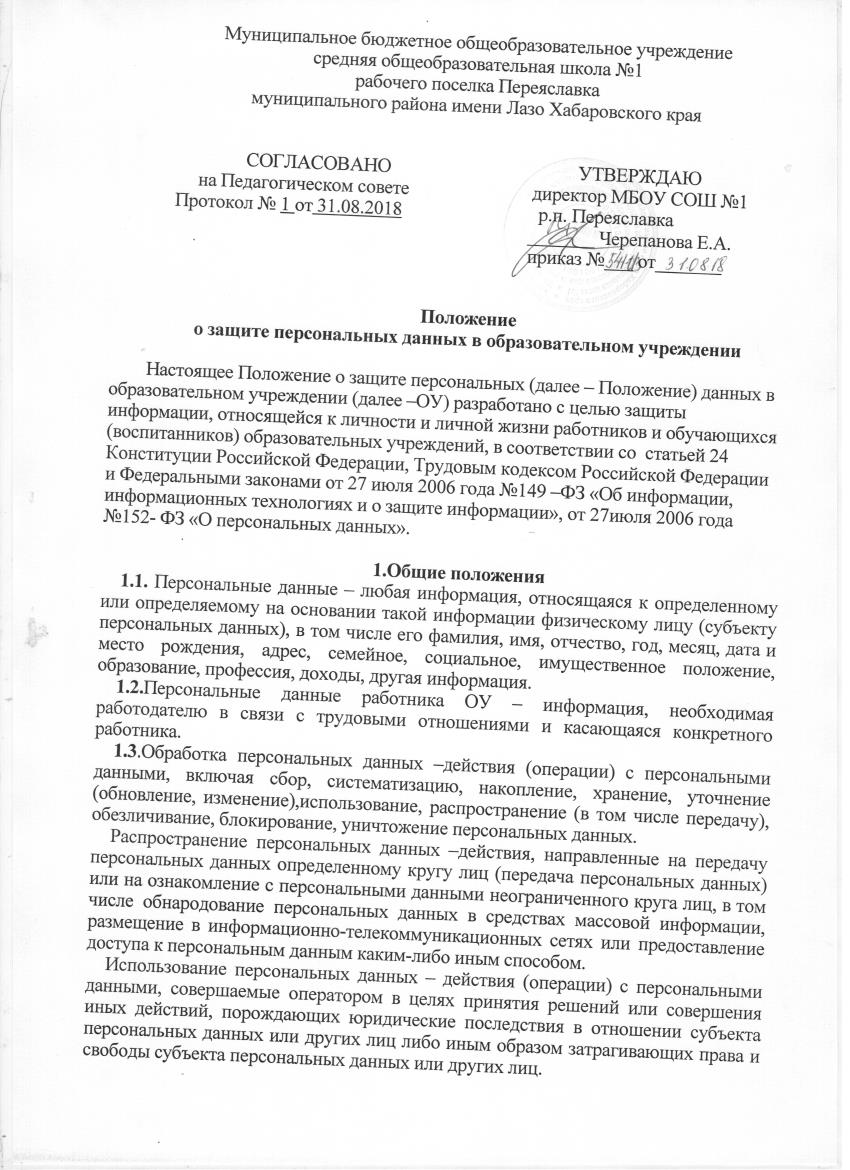 Муниципальное бюджетное общеобразовательное учреждение
средняя общеобразовательная школа №1
рабочего поселка Переяславка
муниципального района имени Лазо Хабаровского края
СОГЛАСОВАНО
на Педагогическом совете
Протокол № 1 от 31.08.2018
УТВЕРЖДАЮ
директор МБОУ СОШ №1
р.п. Переяславка
Черепанова Е.А.
приказ № от 310818
Положение
о защите персональных данных в образовательном учреждении
Настоящее Положение о защите персональных (далее – Положение) данных в
образовательном учреждении (далее –ОУ) разработано с целью защиты
информации, относящейся к личности и личной жизни работников и обучающихся
(воспитанников) образовательных учреждений, в соответствии со статьей 24
Конституции Российской Федерации, Трудовым кодексом Российской Федерации
и Федеральными законами от 27 июля 2006 года №149 –ФЗ «Об информации,
информационных технологиях и о защите информации», от 27июля 2006 года
№152- ФЗ «О персональных данных».
1.Общие положения
1.1. Персональные данные – любая информация, относящаяся к определенному
или определяемому на основании такой информации физическому лицу (субъекту
персональных данных), в том числе его фамилия, имя, отчество, год, месяц, дата и
место рождения, адрес, семейное, социальное, имущественное положение,
образование, профессия, доходы, другая информация.
1.2.Персональные данные работника ОУ – информация, необходимая
работодателю в связи с трудовыми отношениями и касающаяся конкретного
работника.
1.3.Обработка персональных данных –действия (операции) с персональными
данными, включая сбор, систематизацию, накопление, хранение, уточнение
(обновление, изменение),использование, распространение (в том числе передачу),
обезличивание, блокирование, уничтожение персональных данных.
Распространение персональных данных –действия, направленные на передачу
персональных данных определенному кругу лиц (передача персональных данных)
или на ознакомление с персональными данными неограниченного круга лиц, в том
числе обнародование персональных данных в средствах массовой информации,
размещение в информационно-телекоммуникационных сетях или предоставление
доступа к персональным данным каким-либо иным способом.
Использование персональных данных – действия (операции) с персональными
данными, совершаемые оператором в целях принятия решений или совершения
иных действий, порождающих юридические последствия в отношении субъекта
персональных данных или других лиц либо иным образом затрагивающих права и
свободы субъекта персональных данных или других лиц.